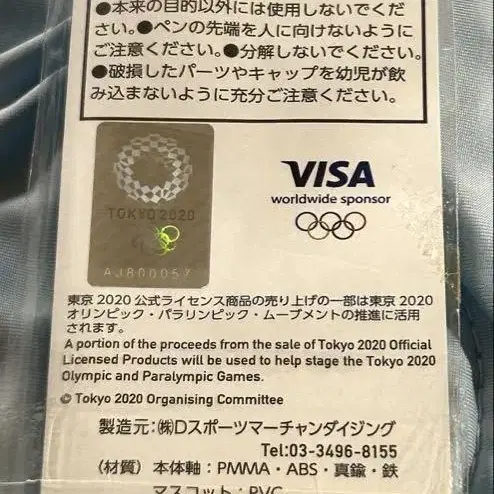 ●本来の目的以外には使用しないでくだ
さい。●ペンの先端を人に向けないように
ご注意ください。●分解しないでください。
●破損したパーツやキャップを幼児が飲
み込まないように充分ご注意ください。
TOKYO 2020
VISA
worldwide sponsor
東京 2020 公式ライセンス商品の売り上げの一部は東京 2020
オリンピック・パラリンピック・ムーブメントの推進に活用
されます。
A portion of the proceeds from the sale of Tokyo 2020 Official
Licensed Products will be used to help stage the Tokyo 2020
Olympic and Paralympic Games.
© Tokyo 2020 Organising Committee
製造元:㈱Dスポーツマーチャンダイジング
Tel:03-3496-8155
(材質) 本体軸：PMMA・ABS・真鍮・鉄
マスコット：PVC